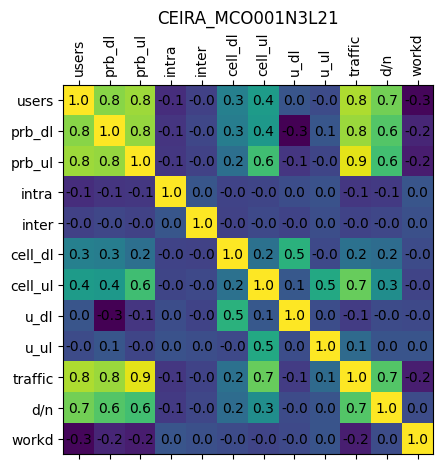 CEIRA_MCO001N3L21
users prb_dl prb_ul intra inter cell_dl cell_ul u_dl u_ul traffic d/n workd
users 1.0 0.8 0.8 -0.1 -0.0 0.3 0.4 0.0 -0.0 0.8 0.7 -0.3
prb_dl 0.8 1.0 0.8 -0.1 -0.0 0.3 0.4 -0.3 0.1 0.8 0.6 -0.2
prb_ul 0.8 0.8 1.0 -0.1 -0.0 0.2 0.6 -0.1 -0.0 0.9 0.6 -0.2
intra -0.1 -0.1 -0.1 1.0 0.0 -0.0 -0.0 -0.0 0.0 -0.1 -0.1 0.0
inter -0.0 -0.0 -0.0 0.0 1.0 -0.0 -0.0 -0.0 -0.0 -0.0 -0.0 0.0
cell_dl 0.3 0.3 0.2 -0.0 -0.0 1.0 0.2 0.5 -0.0 0.2 0.2 -0.0
cell_ul 0.4 0.4 0.6 -0.0 -0.0 0.2 1.0 0.1 0.5 0.7 0.3 -0.0
u_dl 0.0 -0.3 -0.1 -0.0 -0.0 0.5 0.1 1.0 0.0 -0.1 -0.0 -0.0
u_ul -0.0 0.1 -0.0 0.0 -0.0 -0.0 0.5 0.0 1.0 0.1 0.0 0.0
traffic 0.8 0.8 0.9 -0.1 -0.0 0.2 0.7 -0.1 0.1 1.0 0.7 -0.2
d/n 0.7 0.6 0.6 -0.1 -0.0 0.2 0.3 -0.0 0.0 0.7 1.0 0.0
workd -0.3 -0.2 -0.2 0.0 0.0 -0.0 -0.0 -0.0 0.0 -0.2 0.0 1.0